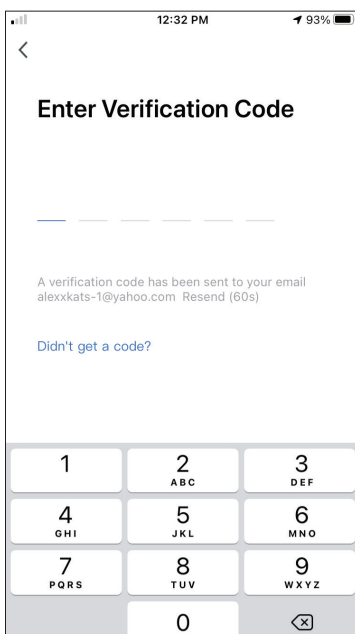 12:32 PM
93%
Enter Verification Code
A verification code has been sent to your email
alexxkats-1@yahoo.com Resend (60s)
Didn't get a code?
1 2 3
ABC DEF
4 5 6
GHI JKL MNO
7 8 9
PQRS TUV WXYZ
0